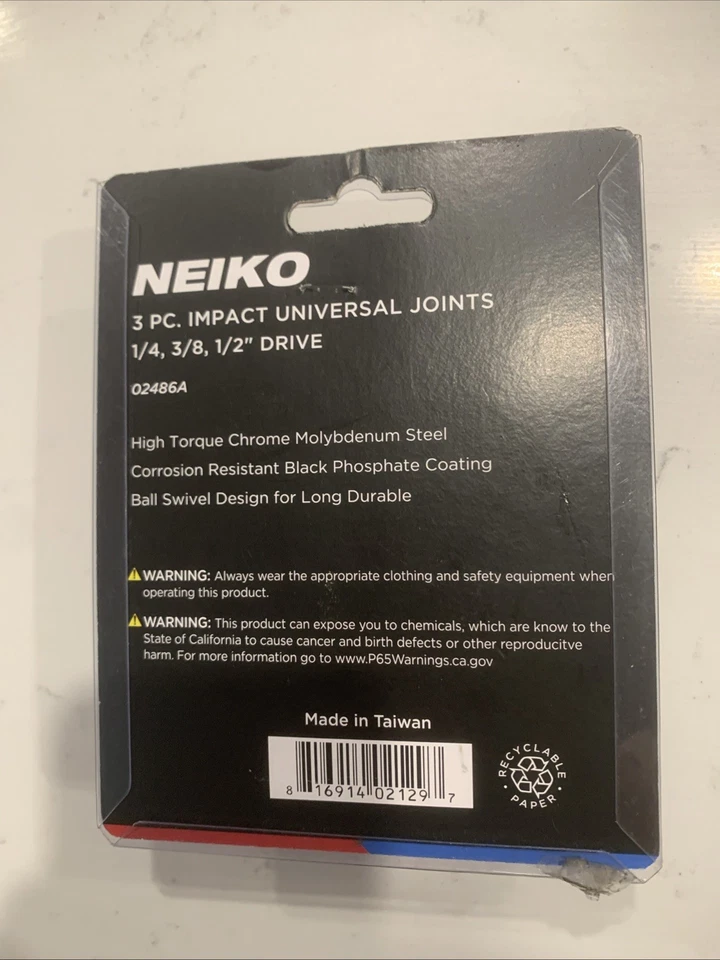 NEIKO
3 PC. IMPACT UNIVERSAL JOINTS
1/4, 3/8, 1/2" DRIVE
02486A
High Torque Chrome Molybdenum Steel
Corrosion Resistant Black Phosphate Coating
Ball Swivel Design for Long Durable
WARNING: Always wear the appropriate clothing and safety equipment when
operating this product.
WARNING: This product can expose you to chemicals, which are know to the
State of California to cause cancer and birth defects or other reproducitve
harm. For more information go to www.P65Warnings.ca.gov
Made in Taiwan
8 16914 02129 7
RECYCLABLE
PAPER